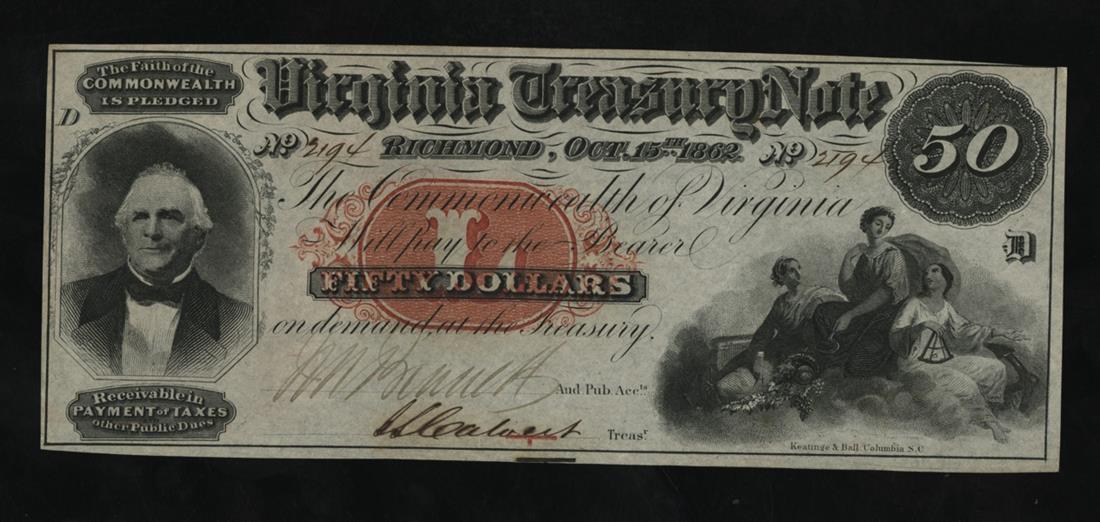 The Faith of the
COMMONWEALTH
IS PLEDGED
Virginia Treasury Note
50
D
No 2194 RICHMOND, OCT. 15TH 1862. No 2194
The Commonwealth of Virginia
Will pay to the Bearer
L
D
FIFTY DOLLARS
on demand, at the Treasury.
Receivable in
PAYMENT OF TAXES
other Public Dues
J M Bennett Aud Pub. Accts
J S Calvert Treasr
Keatinge & Ball. Columbia S.C